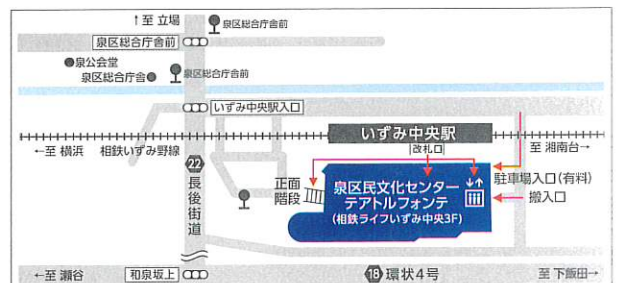 ↑至 立場
泉区総合庁舎前
泉区総合庁舎前
●泉公会堂
泉区総合庁舎●
泉区総合庁舎前
いずみ中央駅入口
いずみ中央駅
←至 横浜
相鉄いずみ野線
改札口
至 湘南台→
22
長後街道
正面
階段
泉区民文化センター
テアトルフォンテ
(相鉄ライフいずみ中央3F)
駐車場入口(有料)
搬入口
←至 瀬谷
和泉坂上
18 環状4号
至 下飯田→